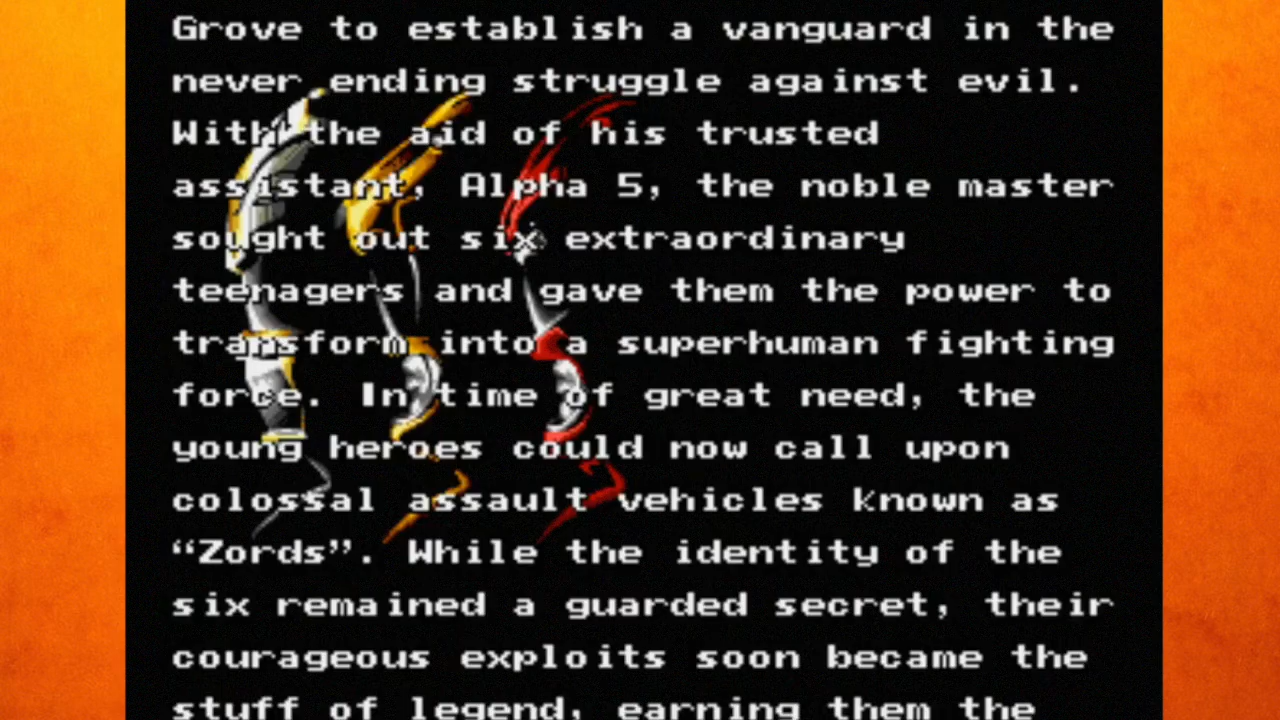 Grove to establish a vanguard in the
never ending struggle against evil.
With the aid of his trusted
assistant, Alpha 5, the noble master
sought out six extraordinary
teenagers and gave them the power to
transform into a superhuman fighting
force. In time of great need, the
young heroes could now call upon
colossal assault vehicles known as
“Zords”. While the identity of the
six remained a guarded secret, their
courageous exploits soon became the
stuff of legend, earning them the